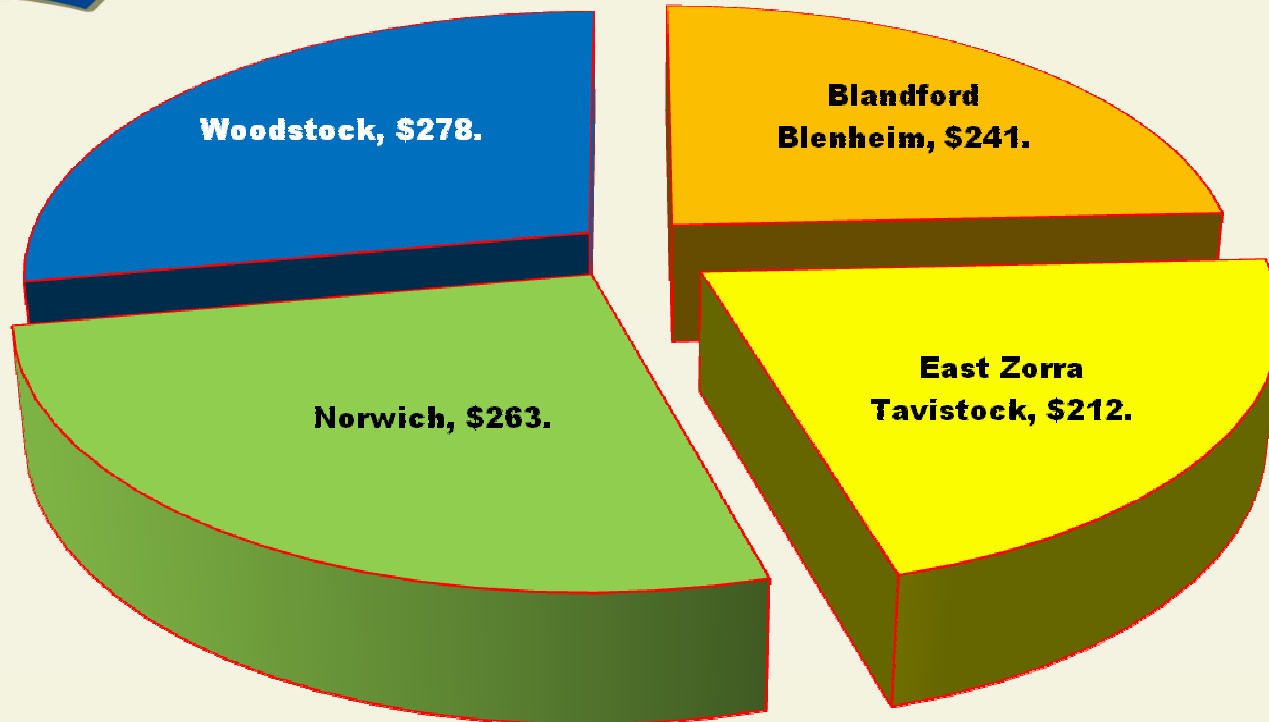 Woodstock, $278.
Blandford
Blenheim, $241.
East Zorra
Tavistock, $212.
Norwich, $263.